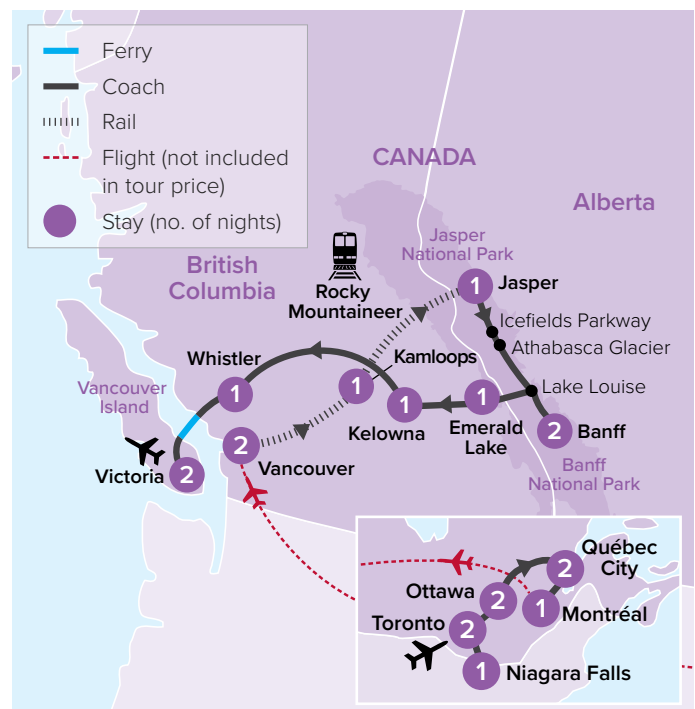 Ferry
Coach
Rail
Flight (not included
in tour price)
Stay (no. of nights)
CANADA
Alberta
British
Columbia
Rocky
Mountaineer
Jasper
National Park
1
Jasper
Icefields Parkway
Athabasca Glacier
Whistler
1
Kamloops
1
Lake Louise
Vancouver
Island
1
Kelowna
1
Emerald
Lake
2
Banff
Banff
National Park
2
Vancouver
Victoria
2
Québec
City
2
Ottawa
2
1
Montréal
Toronto
2
1
Niagara Falls